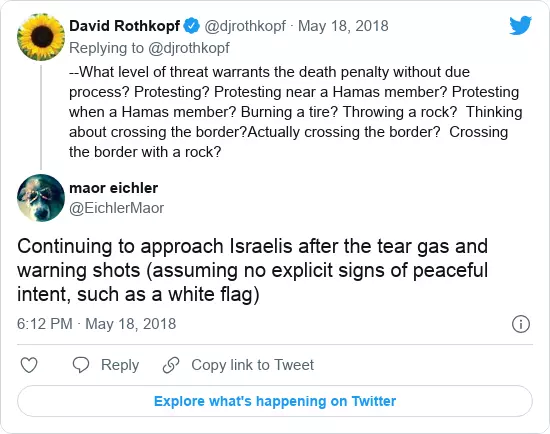 David Rothkopf @djrothkopf · May 18, 2018
Replying to @djrothkopf
--What level of threat warrants the death penalty without due
process? Protesting? Protesting near a Hamas member? Protesting
when a Hamas member? Burning a tire? Throwing a rock?  Thinking
about crossing the border?Actually crossing the border?  Crossing
the border with a rock?
maor eichler
@EichlerMaor
Continuing to approach Israelis after the tear gas and
warning shots (assuming no explicit signs of peaceful
intent, such as a white flag)
6:12 PM · May 18, 2018
Reply Copy link to Tweet
Explore what's happening on Twitter